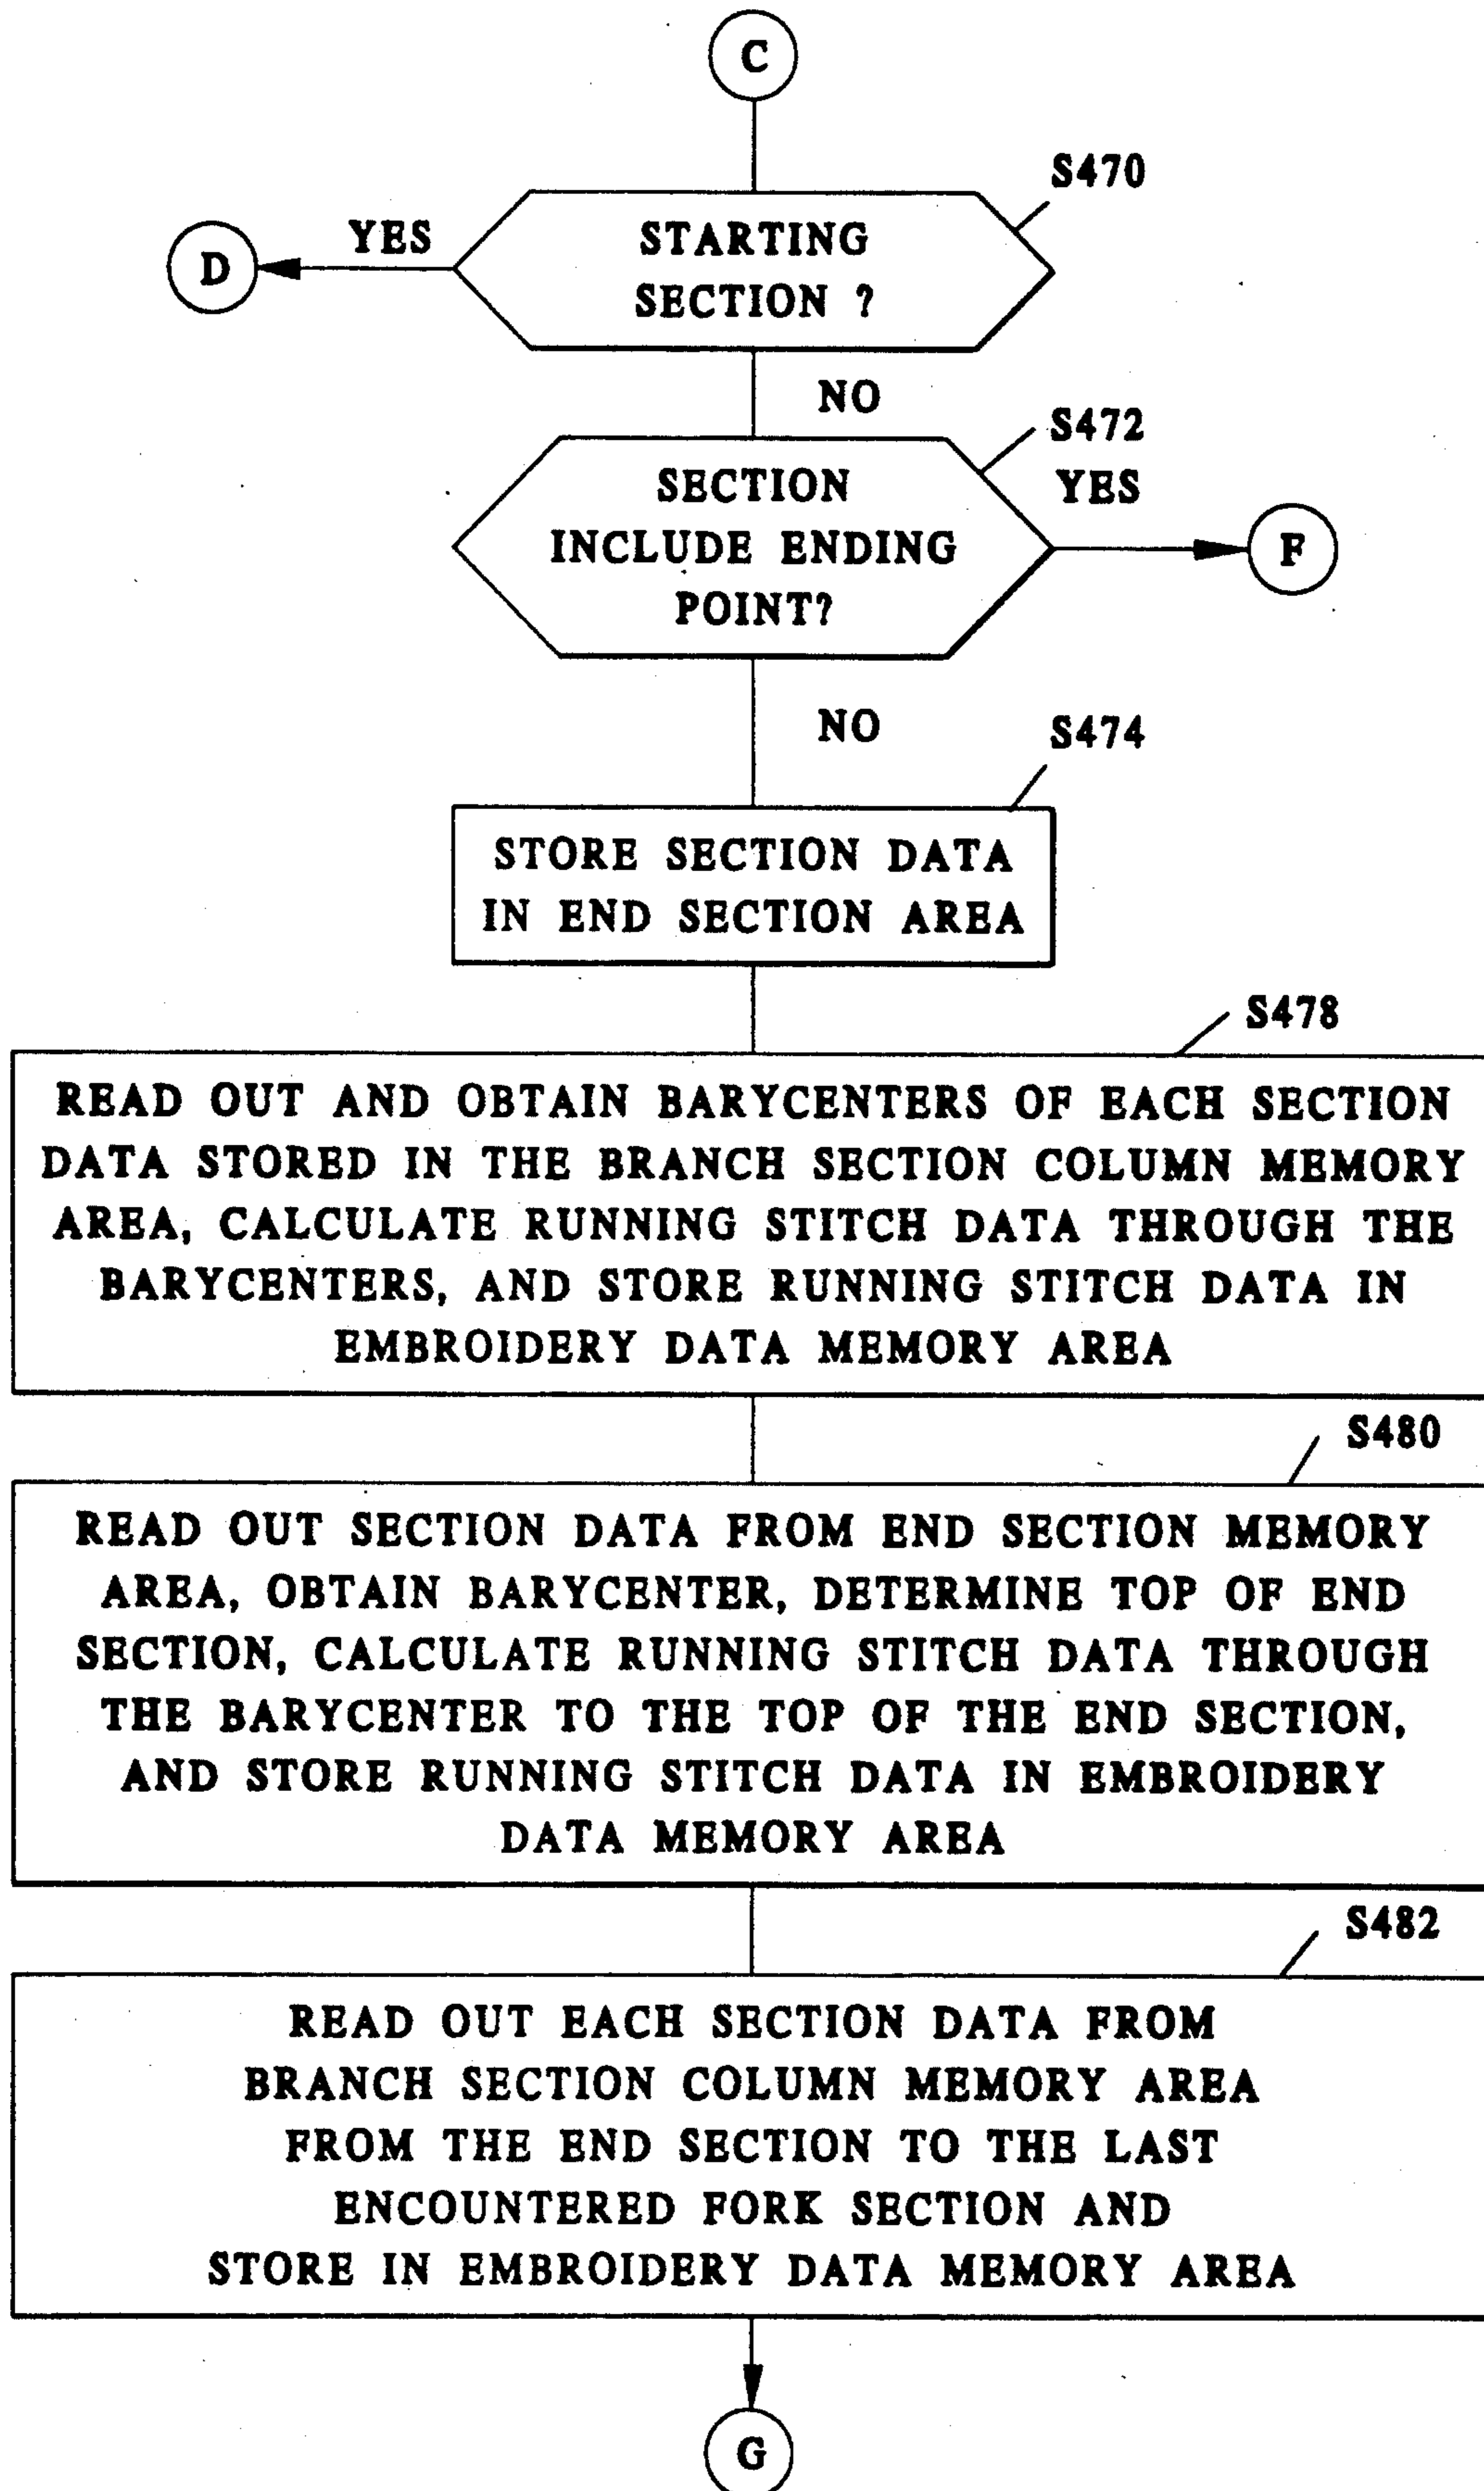 C
S470
YES
D
STARTING
SECTION ?
NO
S472
SECTION
YES
INCLUDE ENDING
F
POINT?
NO
S474
STORE SECTION DATA
IN END SECTION AREA
S478
READ OUT AND OBTAIN BARYCENTERS OF EACH SECTION
DATA STORED IN THE BRANCH SECTION COLUMN MEMORY
AREA, CALCULATE RUNNING STITCH DATA THROUGH THE
BARYCENTERS, AND STORE RUNNING STITCH DATA IN
EMBROIDERY DATA MEMORY AREA
S480
READ OUT SECTION DATA FROM END SECTION MEMORY
AREA, OBTAIN BARYCENTER, DETERMINE TOP OF END
SECTION, CALCULATE RUNNING STITCH DATA THROUGH
THE BARYCENTER TO THE TOP OF THE END SECTION,
AND STORE RUNNING STITCH DATA IN EMBROIDERY
DATA MEMORY AREA
S482
READ OUT EACH SECTION DATA FROM
BRANCH SECTION COLUMN MEMORY AREA
FROM THE END SECTION TO THE LAST
ENCOUNTERED FORK SECTION AND
STORE IN EMBROIDERY DATA MEMORY AREA
G